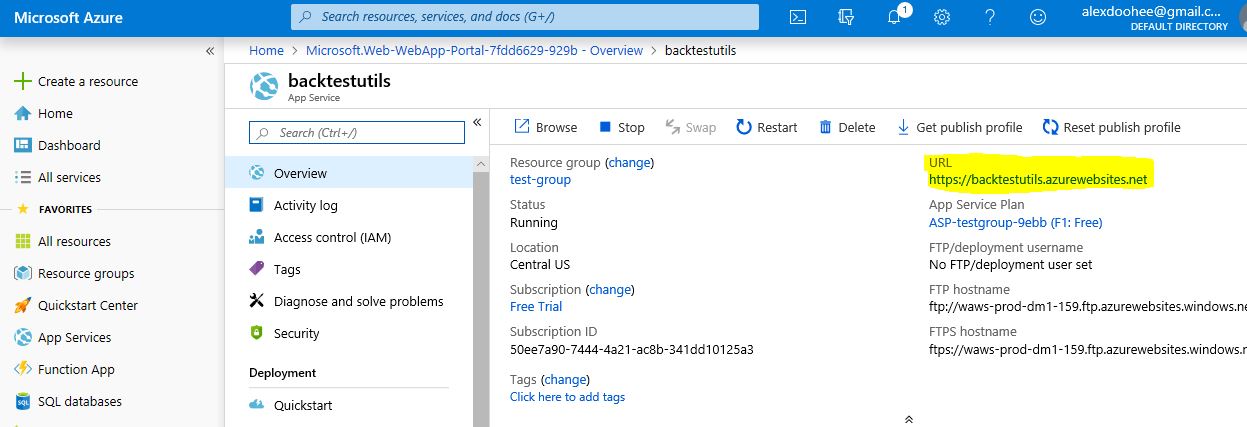 Microsoft Azure
Search resources, services, and docs (G+/)
1
alexdoohee@gmail.c...
DEFAULT DIRECTORY
Home > Microsoft.Web-WebApp-Portal-7fdd6629-929b - Overview > backtestutils
Create a resource
Home
Dashboard
All services
FAVORITES
All resources
Resource groups
Quickstart Center
App Services
Function App
SQL databases
backtestutils
App Service
Search (Ctrl+/)
Overview
Activity log
Access control (IAM)
Tags
Diagnose and solve problems
Security
Deployment
Quickstart
Browse Stop Swap Restart Delete Get publish profile Reset publish profile
Resource group (change)
test-group
Status
Running
Location
Central US
Subscription (change)
Free Trial
Subscription ID
50ee7a90-7444-4a21-ac8b-341dd10125a3
Tags (change)
Click here to add tags
URL
https://backtestutils.azurewebsites.net
App Service Plan
ASP-testgroup-9ebb (F1: Free)
FTP/deployment username
No FTP/deployment user set
FTP hostname
ftp://waws-prod-dm1-159.ftp.azurewebsites.windows.ne
FTPS hostname
ftps://waws-prod-dm1-159.ftp.azurewebsites.windows.n